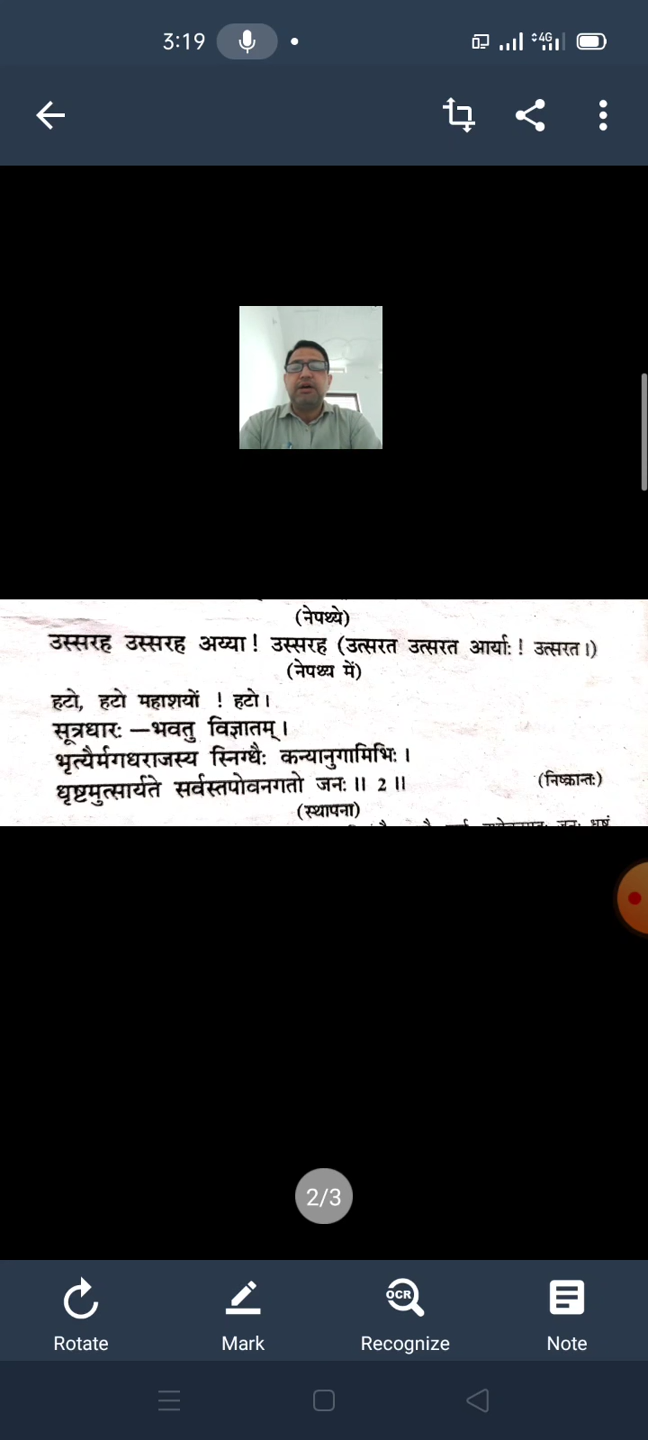 3:19
4G
(नेपथ्ये)
उस्सरह उस्सरह अय्या! उस्सरह (उत्सरत उत्सरत आर्याः! उत्सरत।)
(नेपथ्य में)
हटो, हटो महाशयों ! हटो।
सूत्रधारः —भवतु विज्ञातम्।
भृत्यैर्मगधराजस्य स्निग्धैः कन्यानुगामिभिः।
धृष्टमुत्सार्यते सर्वस्तपोवनगतो जनः॥ 2॥ (निष्क्रान्तः)
(स्थापना)
2/3
OCR
Rotate Mark Recognize Note